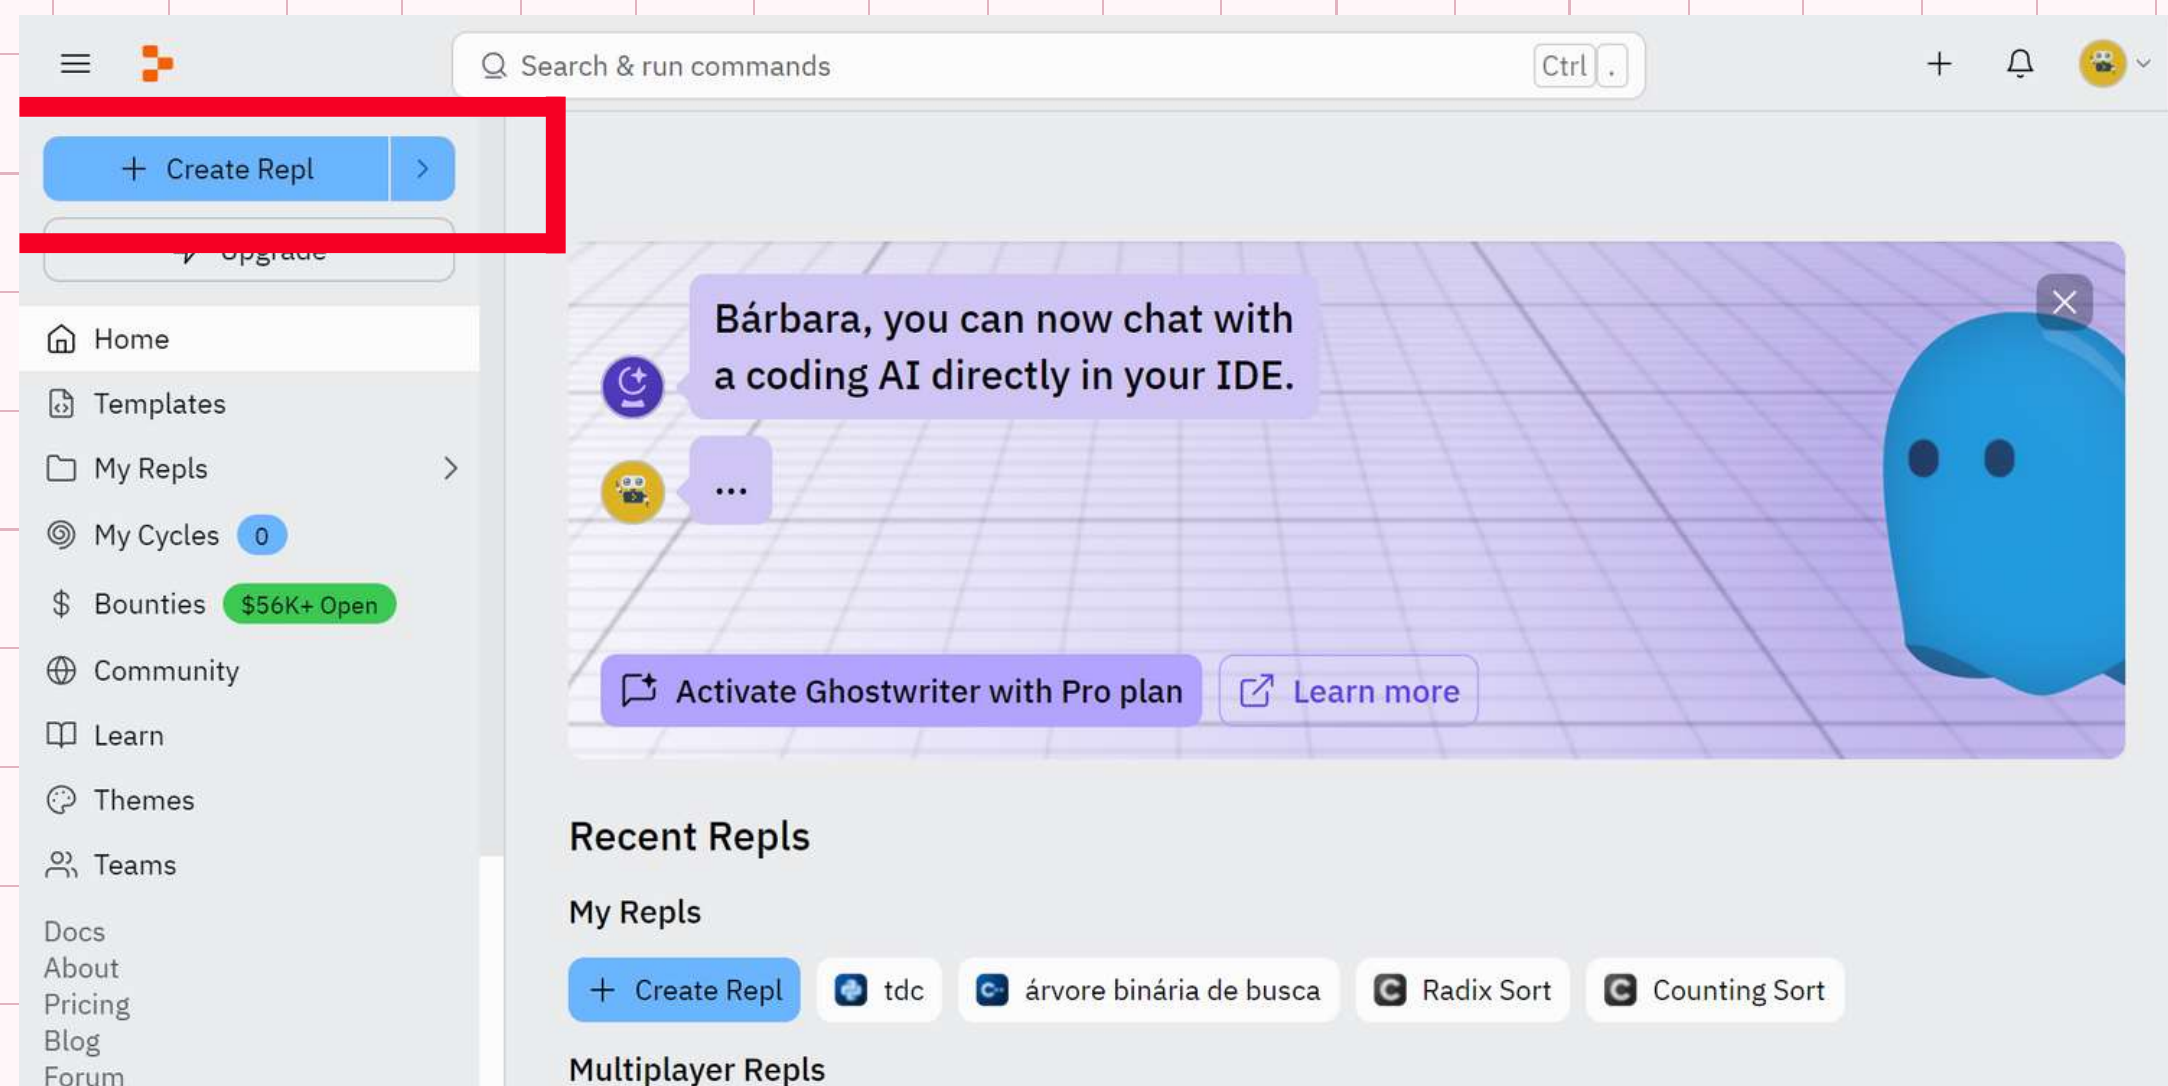 Search & run commands
Ctrl .
+ Create Repl
Upgrade
Home
Templates
My Repls
My Cycles 0
$ Bounties $56K+ Open
Community
Learn
Themes
Teams
Docs
About
Pricing
Blog
Forum
Bárbara, you can now chat with
a coding AI directly in your IDE.
...
Activate Ghostwriter with Pro plan
Learn more
Recent Repls
My Repls
+ Create Repl
tdc
árvore binária de busca
Radix Sort
Counting Sort
Multiplayer Repls